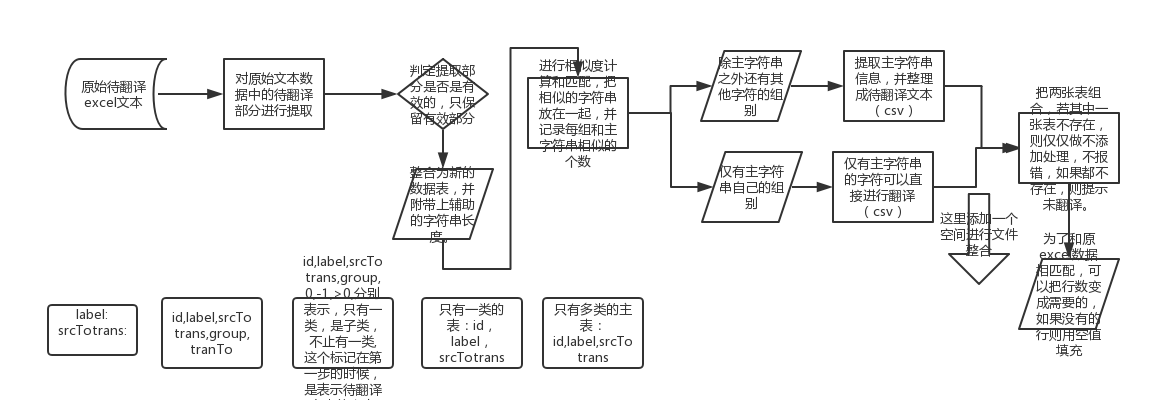 原始待翻译
excel文本
对原始文本数
据中的待翻译
部分进行提取
判定提取部
分是否是有
效的，只保
留有效部分
整合为新的
数据表，并
附带上辅助
的字符串长
度。
进行相似度计
算和匹配，把
相似的字符串
放在一起，并
记录每组和主
字符串相似的
个数
除主字符串
之外还有其
他字符的组
别
提取主字符串
信息，并整理
成待翻译文本
（csv）
仅有主字符
串自己的组
别
仅有主字符串
的字符可以直
接进行翻译
（csv）
把两张表组
合，若其中一
张表不存在，
则仅仅做不添
加处理，不报
错，如果都不
存在，则提示
未翻译。
这里添加一个
空间进行文件
整合
为了和原
excel数据
相匹配，可
以把行数变
成需要的，
如果没有的
行则用空值
填充
label:
srcTotrans:
id,label,srcTo
trans,group,
tranTo
id,label,srcTo
trans,group,
0,-1,>0,分别
表示，只有一
类，是子类，
不止有一类,
这个标记在第
一步的时候，
是表示待翻译
只有一类的
表：id，
label，
srcTotrans
只有多类的主
表：
id,label,srcTo
trans